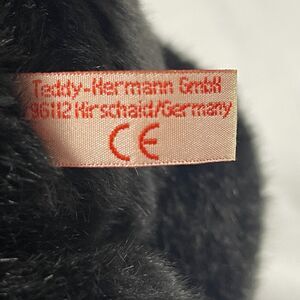 Teddy-Hermann GmbH
96112 Hirschaid/Germany
CE